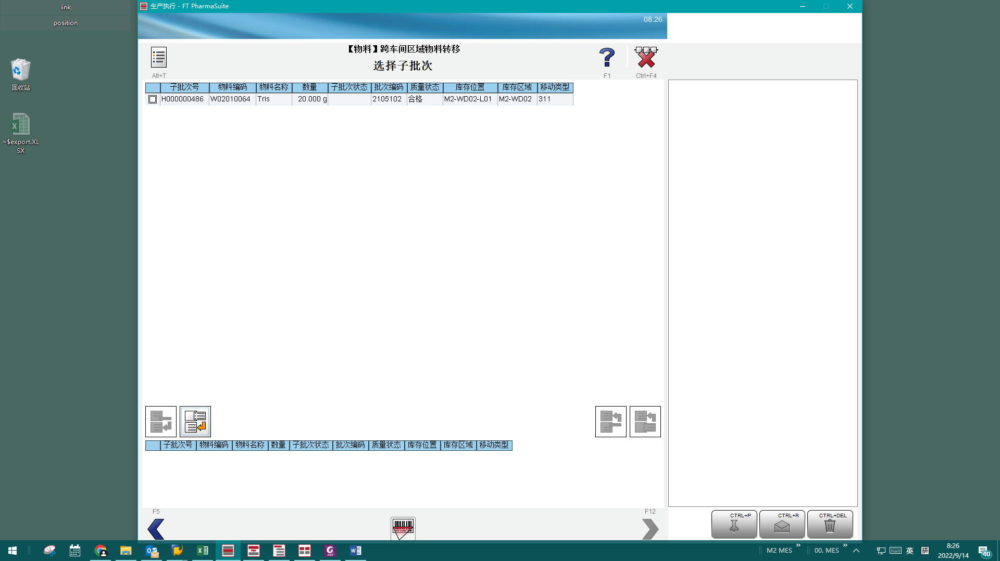 link
position
回收站
~$export.XL
SX
生产执行 - FT PharmaSuite
08:26
【物料】跨车间区域物料转移
选择子批次
Alt+T
F1
Ctrl+F4
子批次号 物料编码 物料名称 数量 子批次状态 批次编码 质量状态 库存位置 库存区域 移动类型
H000000486 W02010064 Tris 20.000 g 2105102 合格 M2-WD02-L01 M2-WD02 311
子批次号 物料编码 物料名称 数量 子批次状态 批次编码 质量状态 库存位置 库存区域 移动类型
F5
F12
CTRL+P
CTRL+R
CTRL+DEL
M2 MES
00. MES
英
拼
8:26
2022/9/14
40